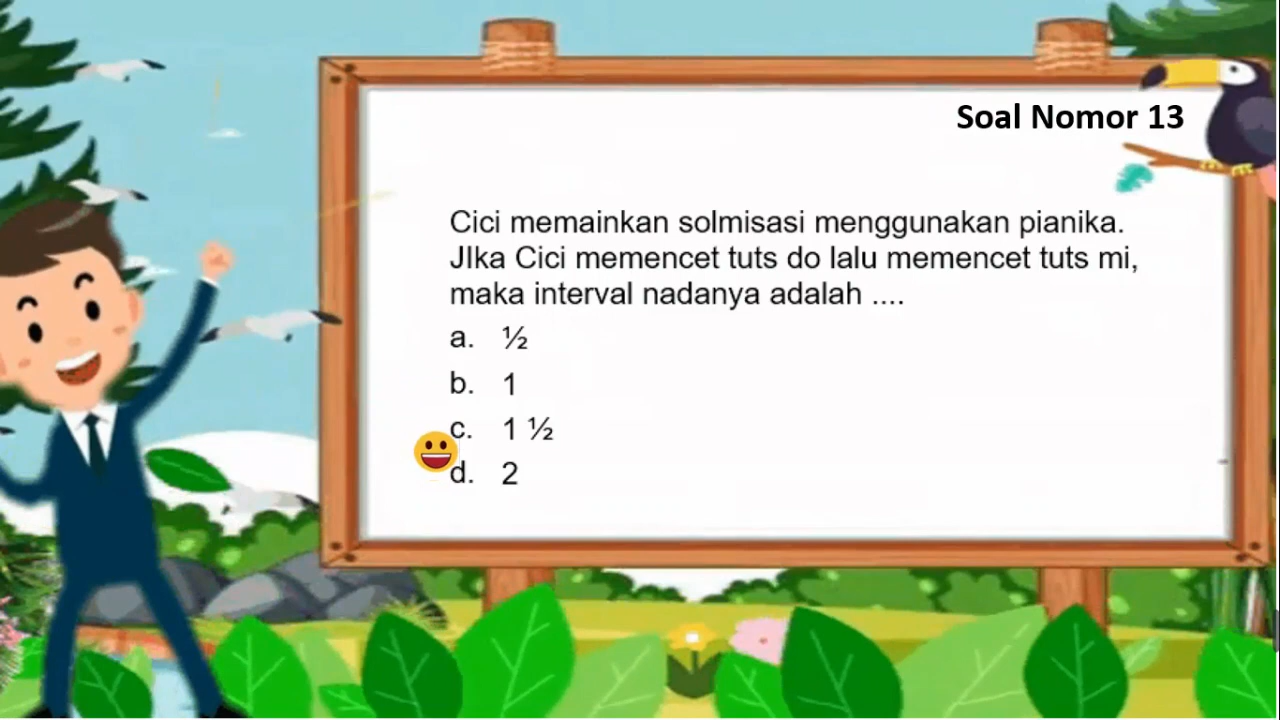 Soal Nomor 13
Cici memainkan solmisasi menggunakan pianika.
JIka Cici memencet tuts do lalu memencet tuts mi,
maka interval nadanya adalah ....
a. ½
b. 1
c. 1 ½
d. 2